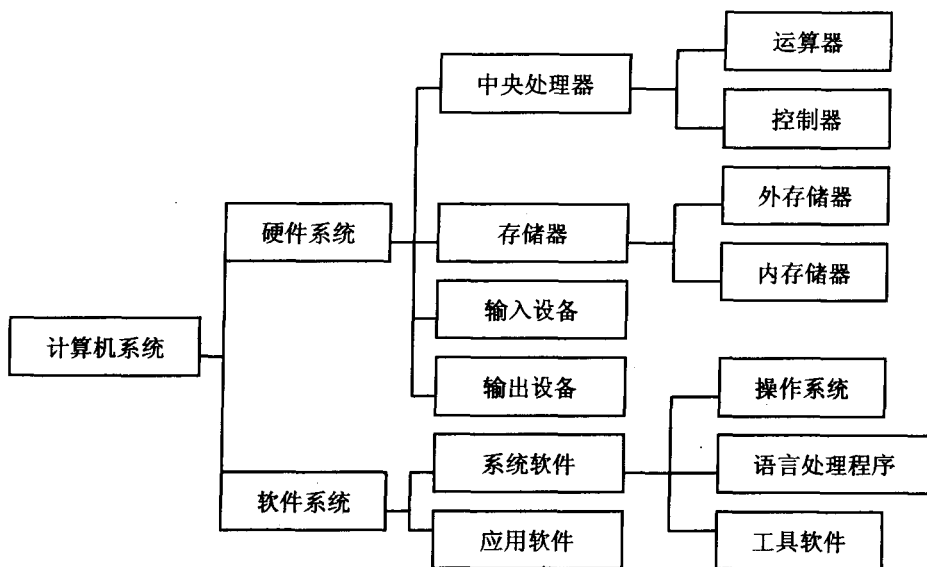 运算器
中央处理器
控制器
外存储器
硬件系统
存储器
内存储器
输入设备
计算机系统
输出设备
操作系统
系统软件
语言处理程序
软件系统
应用软件
工具软件